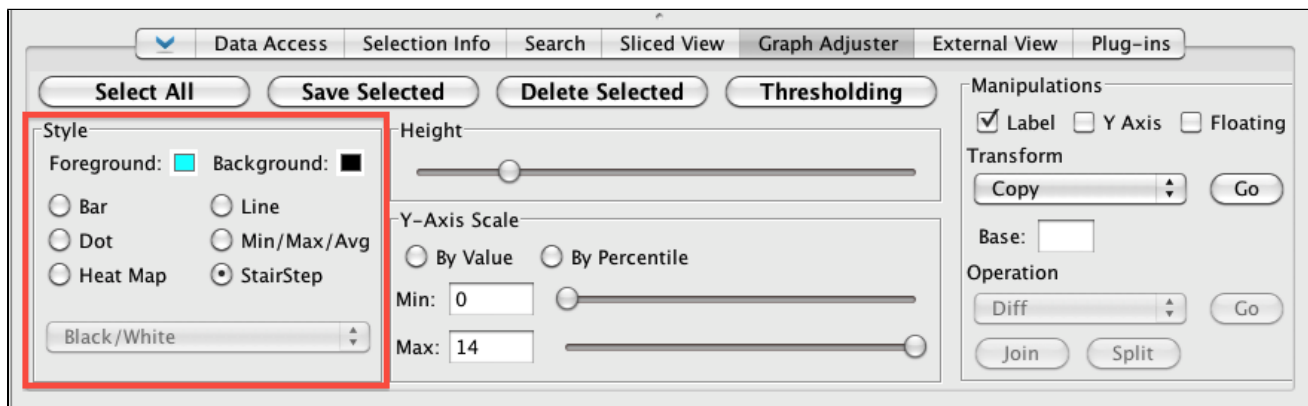 Data Access Selection Info Search Sliced View Graph Adjuster External View Plug-ins
Select All Save Selected Delete Selected Thresholding
Style
Foreground: Background:
Bar Line
Dot Min/Max/Avg
Heat Map StairStep
Black/White
Height
Y-Axis Scale
By Value By Percentile
Min: 0
Max: 14
Manipulations
Label Y Axis Floating
Transform
Copy Go
Base:
Operation
Diff Go
Join Split